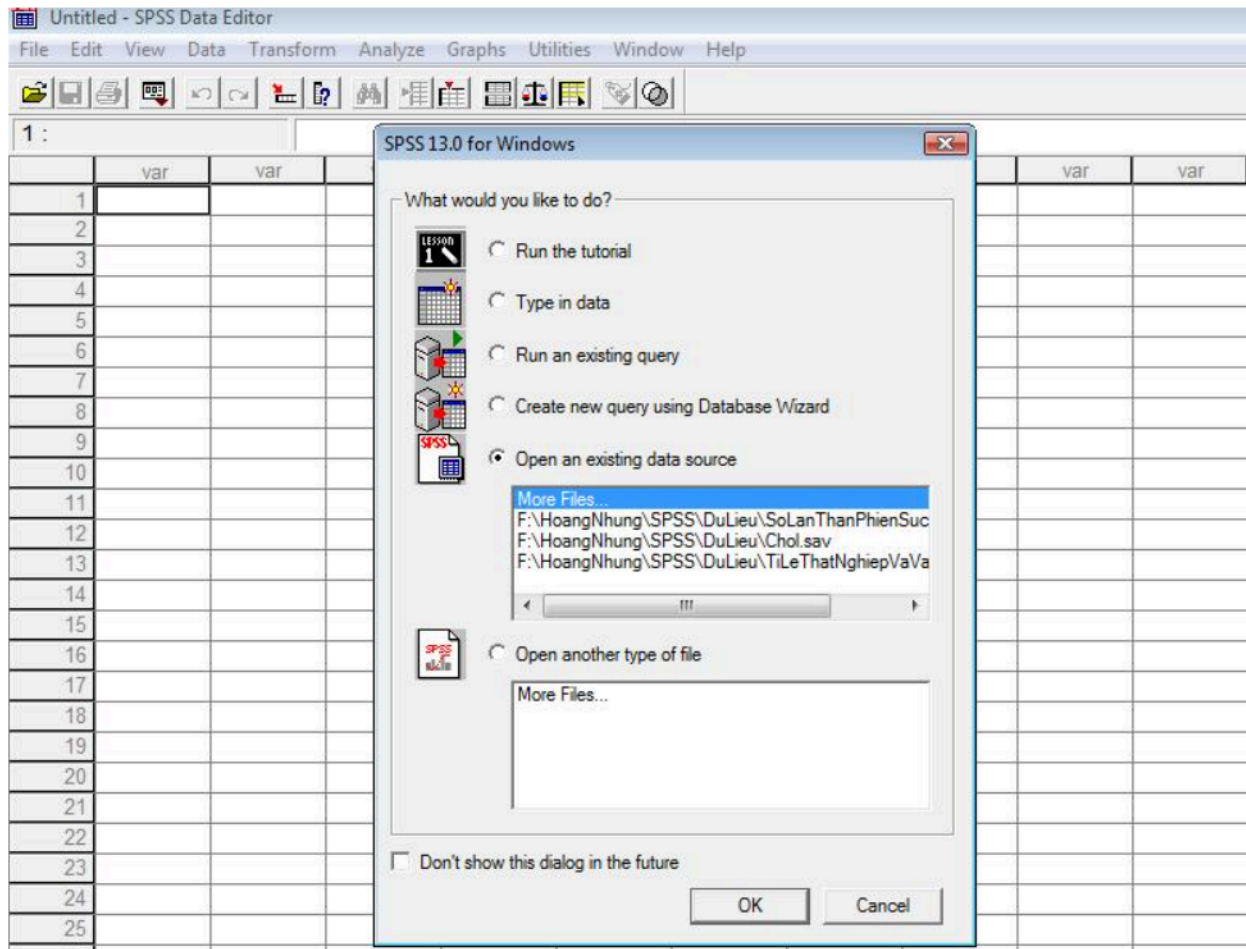 Untitled - SPSS Data Editor
File Edit View Data Transform Analyze Graphs Utilities Window Help
1 :
SPSS 13.0 for Windows
var var var var
What would you like to do?
LESSON 1
Run the tutorial
Type in data
Run an existing query
Create new query using Database Wizard
SPSS
Open an existing data source
More Files...
F:\HoangNhung\SPSS\DuLieu\SoLanThanPhienSuc
F:\HoangNhung\SPSS\DuLieu\Chol.sav
F:\HoangNhung\SPSS\DuLieu\TiLeThatNghiepVaVa
SPSS
Open another type of file
More Files...
Don't show this dialog in the future
OK Cancel
1
2
3
4
5
6
7
8
9
10
11
12
13
14
15
16
17
18
19
20
21
22
23
24
25